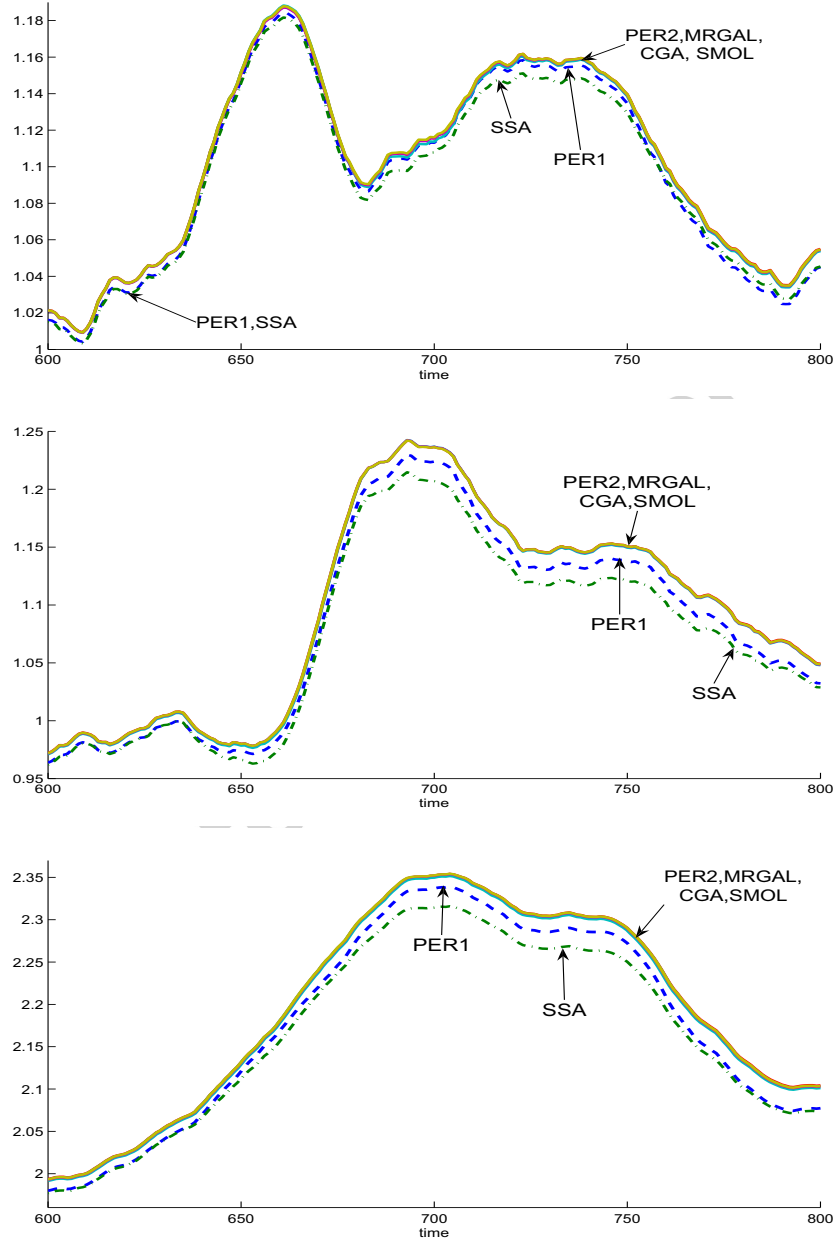 1.18
1.16
1.14
1.12
1.1
1.08
1.06
1.04
1.02
1
PER2,MRGAL,
CGA, SMOL
SSA
PER1
PER1,SSA
600
650
700
750
800
time
1.25
1.2
1.15
1.1
1.05
1
0.95
PER2,MRGAL,
CGA,SMOL
PER1
SSA
600
650
700
750
800
time
2.35
2.3
2.25
2.2
2.15
2.1
2.05
2
PER2,MRGAL,
CGA,SMOL
PER1
SSA
600
650
700
750
800
time